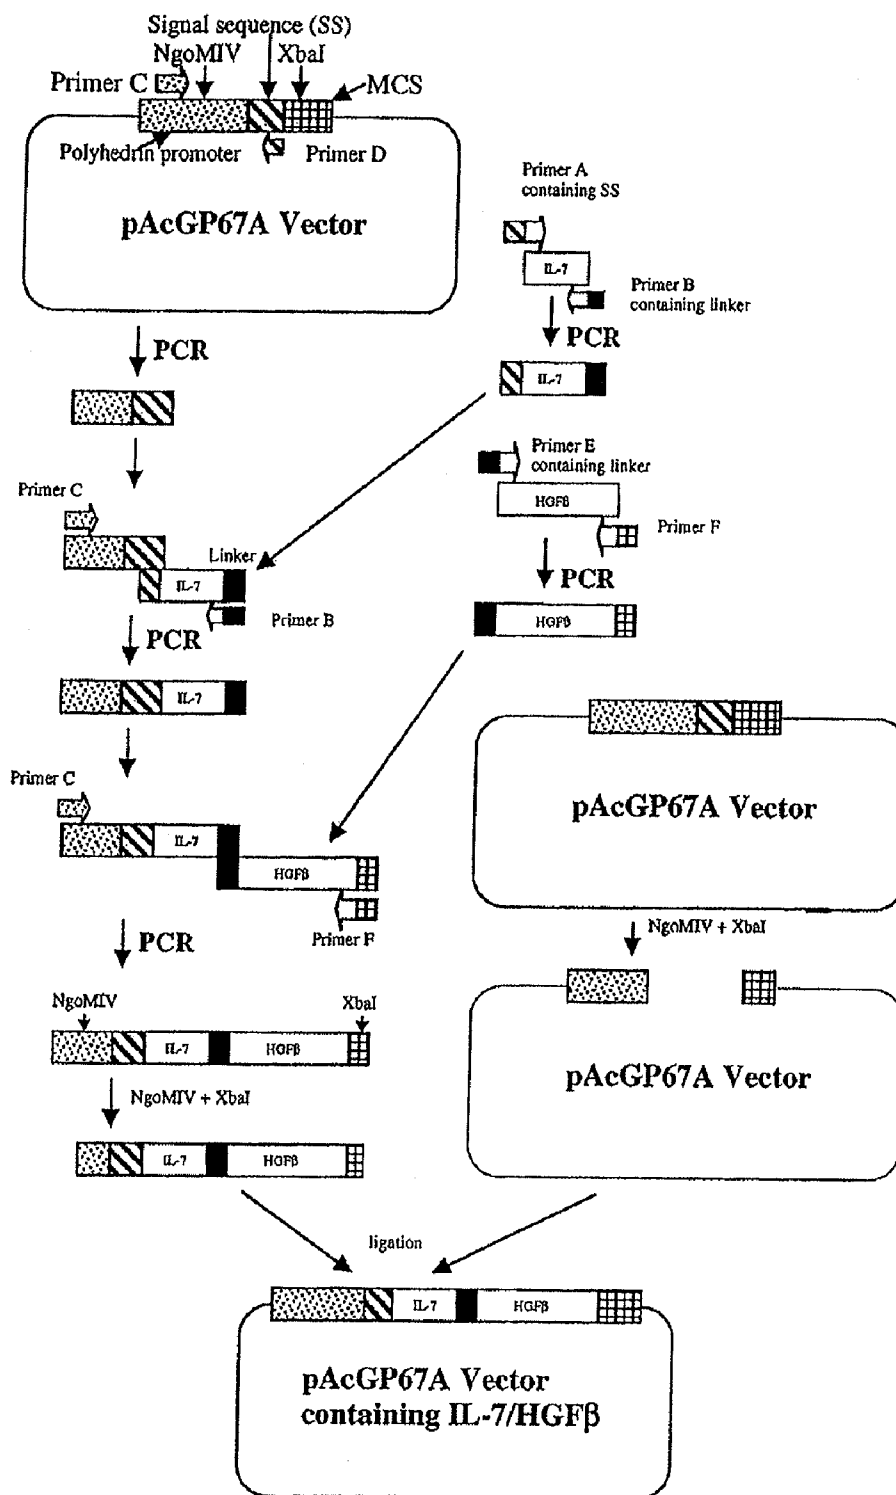 Signal sequence (SS)
NgoMIV XbaI
Primer C
MCS
Polyhedrin promoter
Primer D
pAcGP67A Vector
Primer A
containing SS
IL-7
Primer B
containing linker
PCR
PCR
IL-7
Primer E
containing linker
HGFβ
Primer F
PCR
HGFβ
Primer C
Linker
IL-7
Primer B
PCR
IL-7
Primer C
IL-7
HGFβ
Primer F
PCR
pAcGP67A Vector
NgoMIV + XbaI
pAcGP67A Vector
NgoMIV
XbaI
IL-7
HGFβ
NgoMIV + XbaI
IL-7
HGFβ
ligation
IL-7
HGFβ
pAcGP67A Vector
containing IL-7/HGFβ